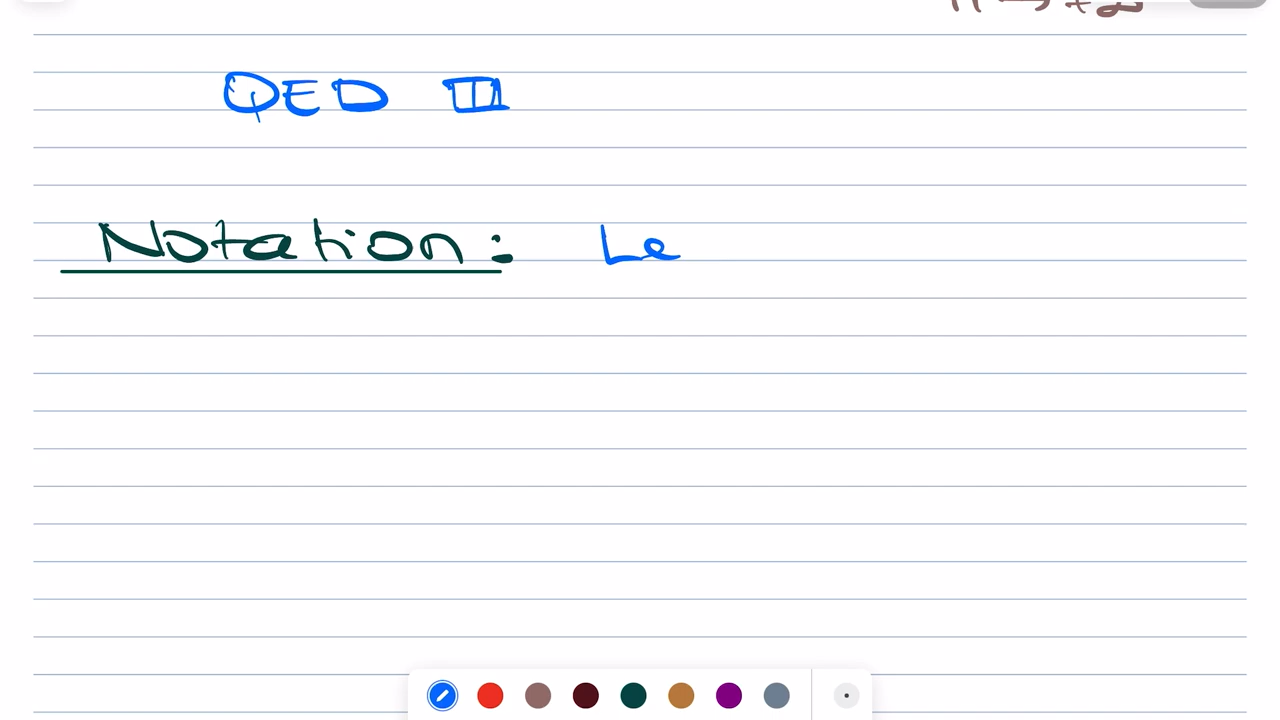 n → +∞
QED III
Notation: Le